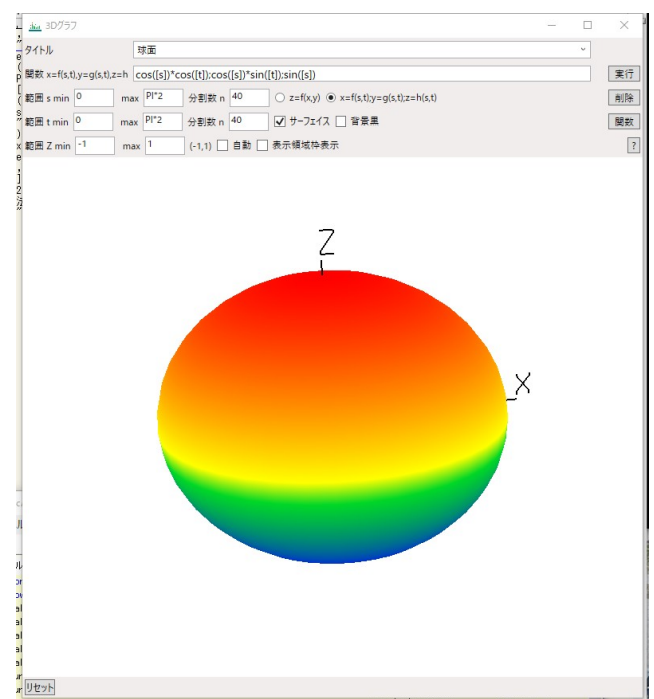 3Dグラフ
タイトル 球面
関数 x=f(s,t),y=g(s,t),z=h cos([s])*cos([t]);cos([s])*sin([t]);sin([s]) 実行
範囲 s min 0 max PI*2 分割数 n 40 z=f(x,y) x=f(s,t);y=g(s,t);z=h(s,t) 削除
範囲 t min 0 max PI*2 分割数 n 40 サーフェイス 背景黒 関数
範囲 Z min -1 max 1 (-1,1) 自動 表示領域枠表示 ?
Z
X
リセット